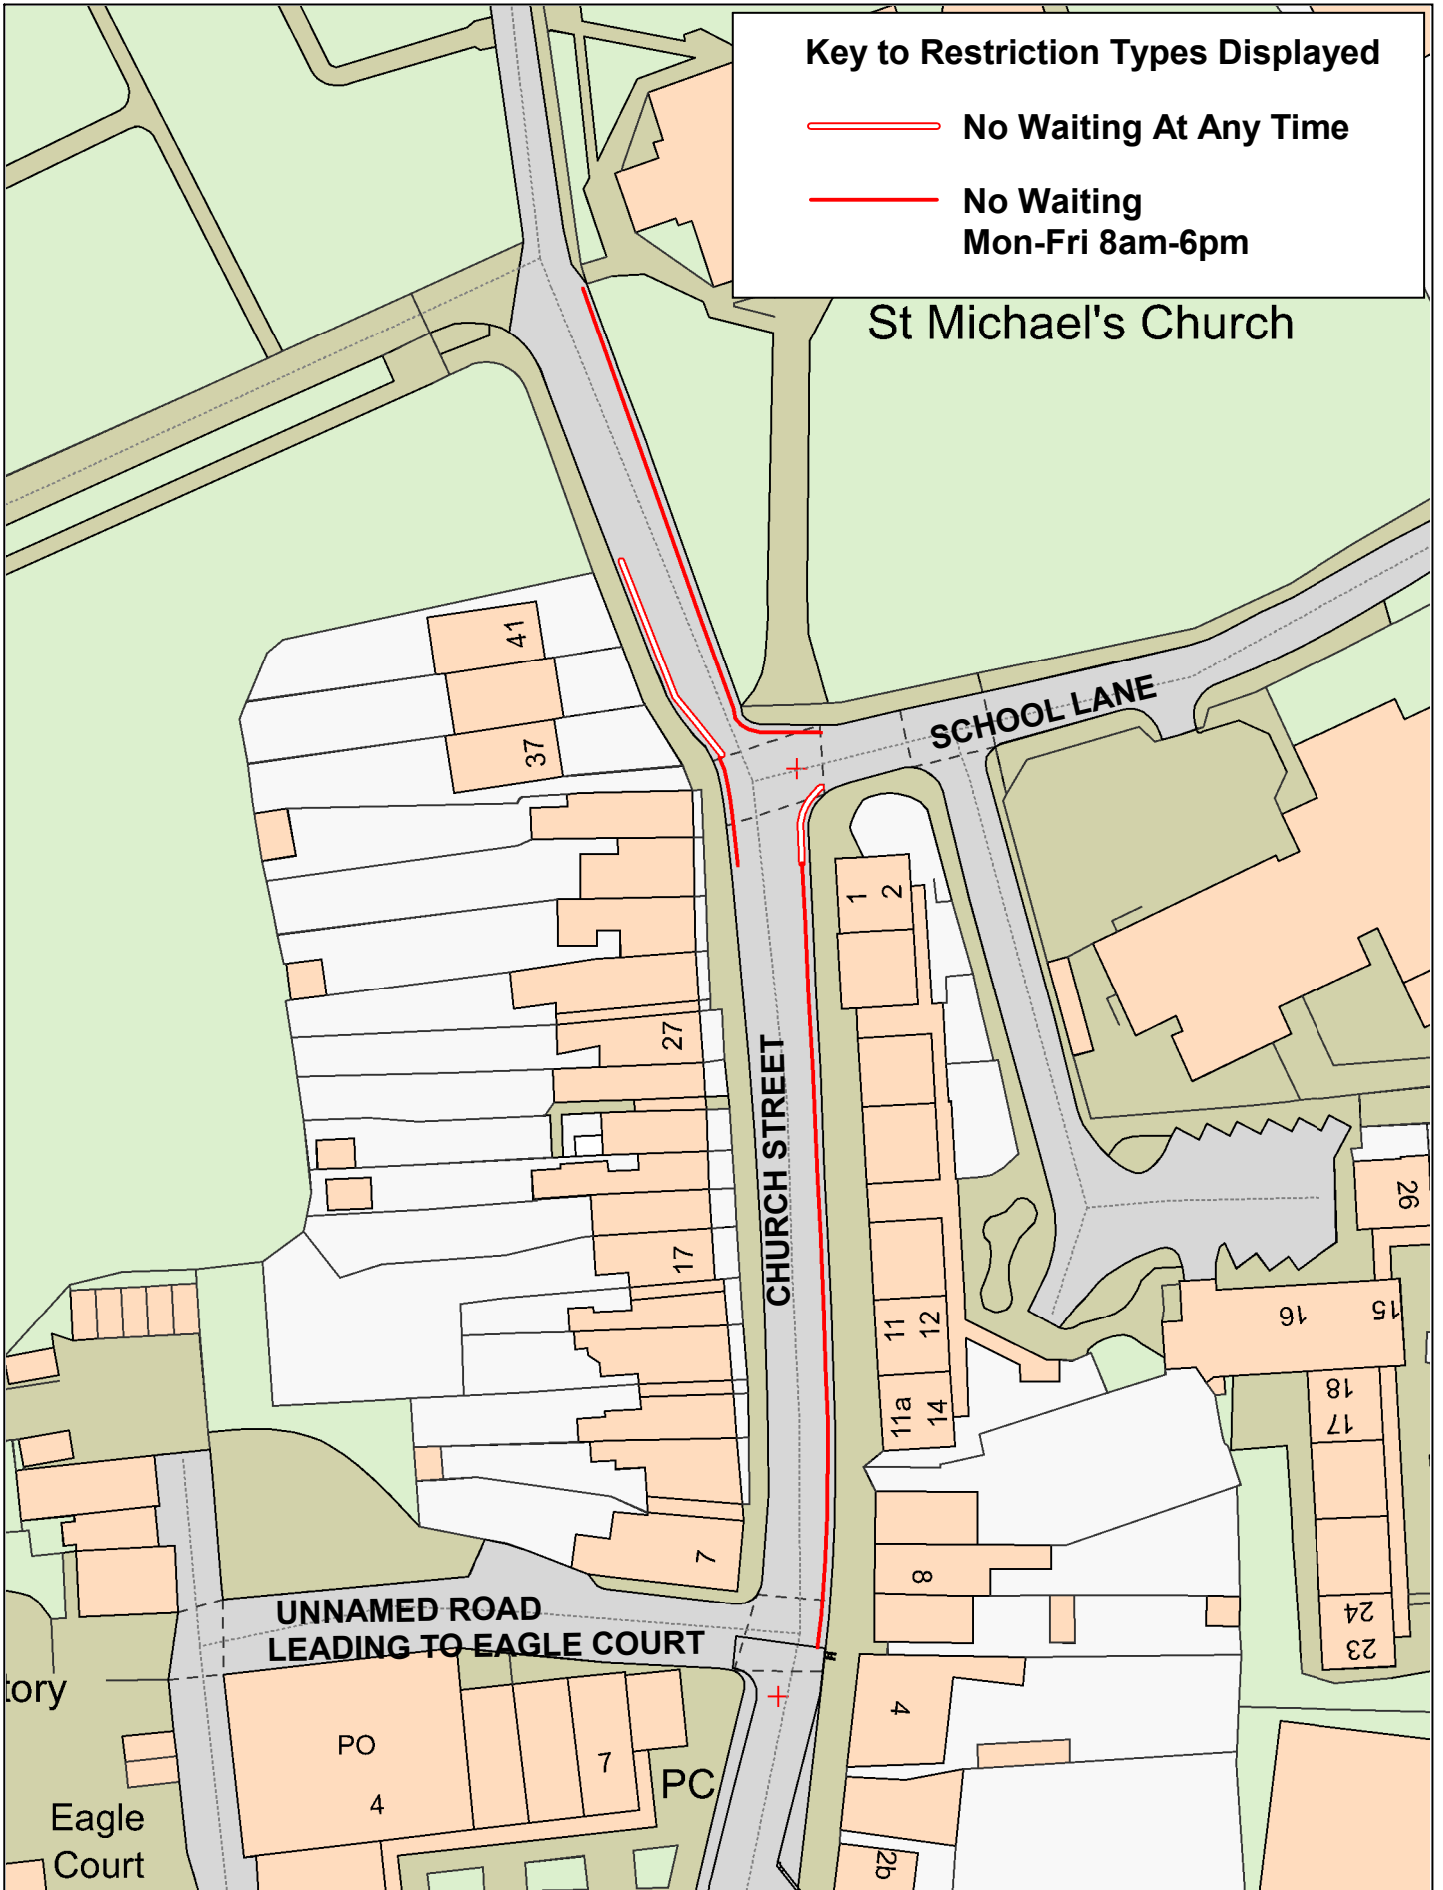 Key to Restriction Types Displayed
No Waiting At Any Time
No Waiting
Mon-Fri 8am-6pm
St Michael's Church
41
SCHOOL LANE
37
1
2
27
CHURCH STREET
26
17
16
15
11
12
18
11a
14
17
7
8
UNNAMED ROAD
LEADING TO EAGLE COURT
24
23
tory
4
PO
7
PC
4
Eagle
Court
2b